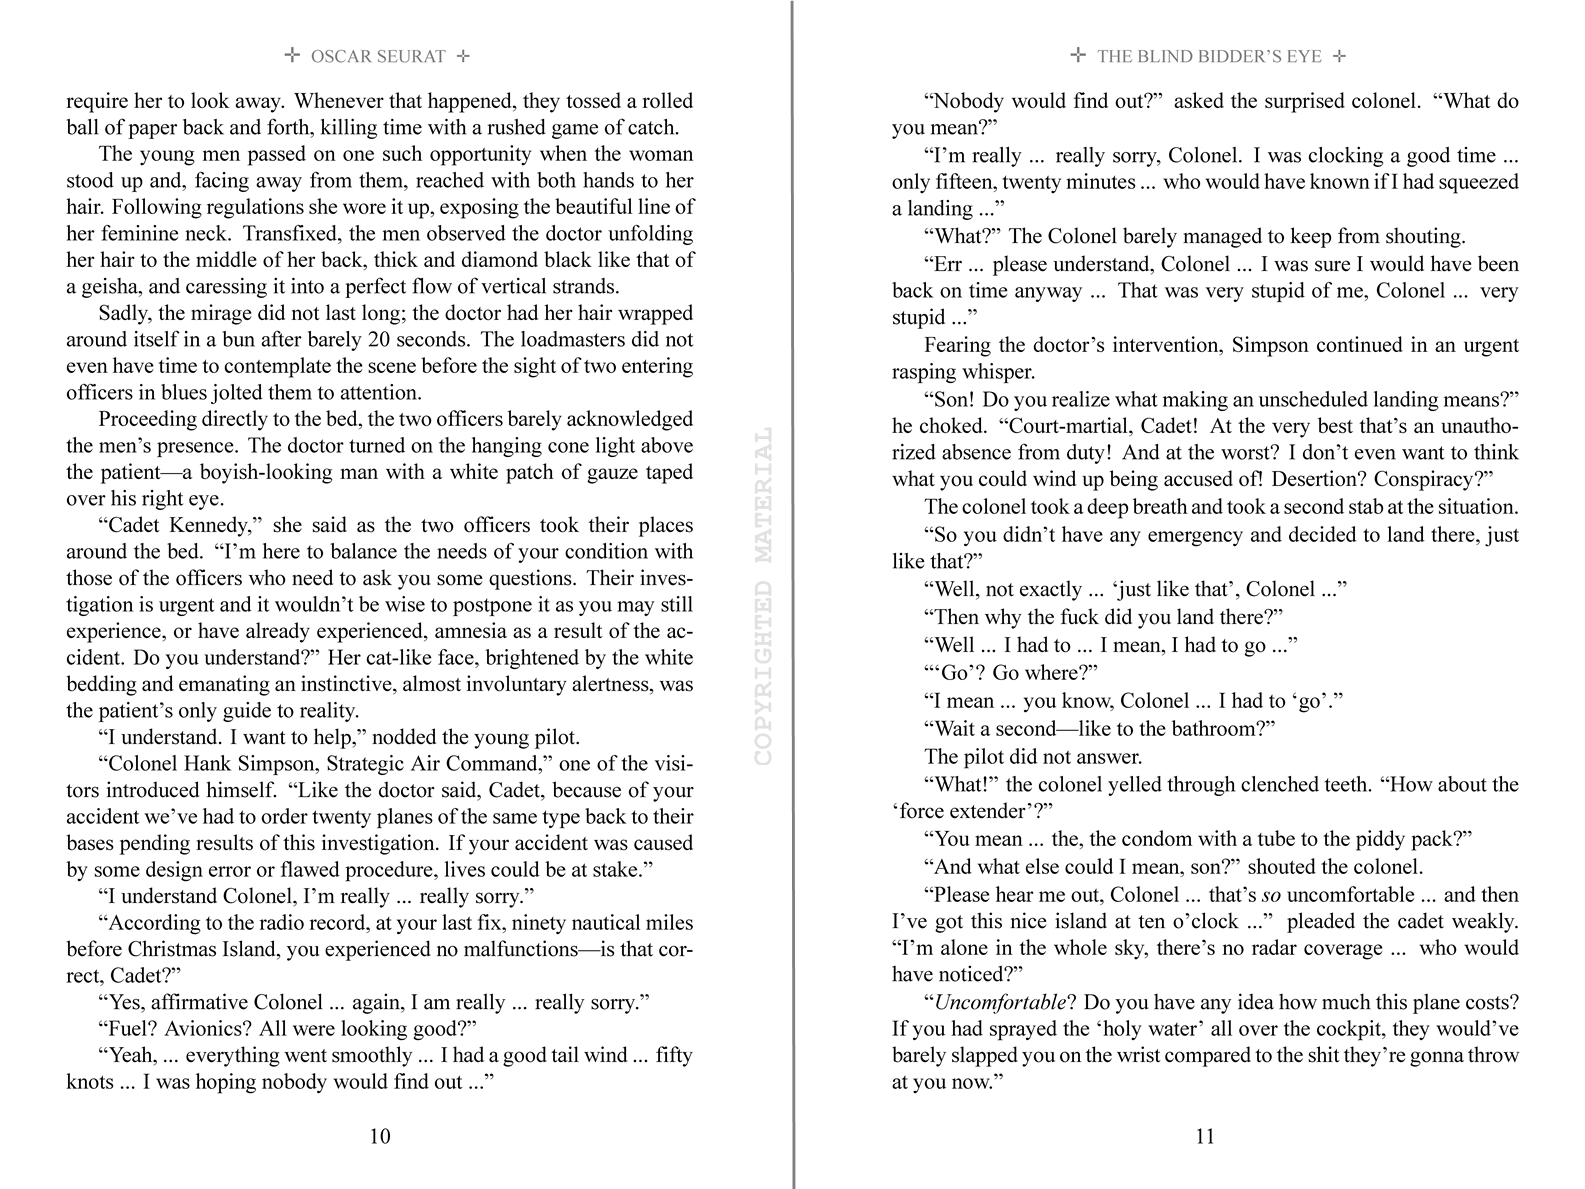 ✢ OSCAR SEURAT ✢
require her to look away. Whenever that happened, they tossed a rolled
ball of paper back and forth, killing time with a rushed game of catch.
The young men passed on one such opportunity when the woman
stood up and, facing away from them, reached with both hands to her
hair. Following regulations she wore it up, exposing the beautiful line of
her feminine neck. Transfixed, the men observed the doctor unfolding
her hair to the middle of her back, thick and diamond black like that of
a geisha, and caressing it into a perfect flow of vertical strands.
Sadly, the mirage did not last long; the doctor had her hair wrapped
around itself in a bun after barely 20 seconds. The loadmasters did not
even have time to contemplate the scene before the sight of two entering
officers in blues jolted them to attention.
Proceeding directly to the bed, the two officers barely acknowledged
the men’s presence. The doctor turned on the hanging cone light above
the patient—a boyish-looking man with a white patch of gauze taped
over his right eye.
“Cadet Kennedy,” she said as the two officers took their places
around the bed. “I’m here to balance the needs of your condition with
those of the officers who need to ask you some questions. Their inves-
tigation is urgent and it wouldn’t be wise to postpone it as you may still
experience, or have already experienced, amnesia as a result of the ac-
cident. Do you understand?” Her cat-like face, brightened by the white
bedding and emanating an instinctive, almost involuntary alertness, was
the patient’s only guide to reality.
“I understand. I want to help,” nodded the young pilot.
“Colonel Hank Simpson, Strategic Air Command,” one of the visi-
tors introduced himself. “Like the doctor said, Cadet, because of your
accident we’ve had to order twenty planes of the same type back to their
bases pending results of this investigation. If your accident was caused
by some design error or flawed procedure, lives could be at stake.”
“I understand Colonel, I’m really ... really sorry.”
“According to the radio record, at your last fix, ninety nautical miles
before Christmas Island, you experienced no malfunctions—is that cor-
rect, Cadet?”
“Yes, affirmative Colonel ... again, I am really ... really sorry.”
“Fuel? Avionics? All were looking good?”
“Yeah, ... everything went smoothly ... I had a good tail wind ... fifty
knots ... I was hoping nobody would find out ...”
10
COPYRIGHTED MATERIAL
✢ THE BLIND BIDDER’S EYE ✢
“Nobody would find out?” asked the surprised colonel. “What do
you mean?”
“I’m really ... really sorry, Colonel. I was clocking a good time ...
only fifteen, twenty minutes ... who would have known if I had squeezed
a landing ...”
“What?” The Colonel barely managed to keep from shouting.
“Err ... please understand, Colonel ... I was sure I would have been
back on time anyway ... That was very stupid of me, Colonel ... very
stupid ...”
Fearing the doctor’s intervention, Simpson continued in an urgent
rasping whisper.
“Son! Do you realize what making an unscheduled landing means?”
he choked. “Court-martial, Cadet! At the very best that’s an unautho-
rized absence from duty! And at the worst? I don’t even want to think
what you could wind up being accused of! Desertion? Conspiracy?”
The colonel took a deep breath and took a second stab at the situation.
“So you didn’t have any emergency and decided to land there, just
like that?”
“Well, not exactly ... ‘just like that’, Colonel ...”
“Then why the fuck did you land there?”
“Well ... I had to ... I mean, I had to go ...”
“‘Go’? Go where?”
“I mean ... you know, Colonel ... I had to ‘go’.”
“Wait a second—like to the bathroom?”
The pilot did not answer.
“What!” the colonel yelled through clenched teeth. “How about the
‘force extender’?”
“You mean ... the, the condom with a tube to the piddy pack?”
“And what else could I mean, son?” shouted the colonel.
“Please hear me out, Colonel ... that’s so uncomfortable ... and then
I’ve got this nice island at ten o’clock ...” pleaded the cadet weakly.
“I’m alone in the whole sky, there’s no radar coverage ... who would
have noticed?”
“Uncomfortable? Do you have any idea how much this plane costs?
If you had sprayed the ‘holy water’ all over the cockpit, they would’ve
barely slapped you on the wrist compared to the shit they’re gonna throw
at you now.”
11